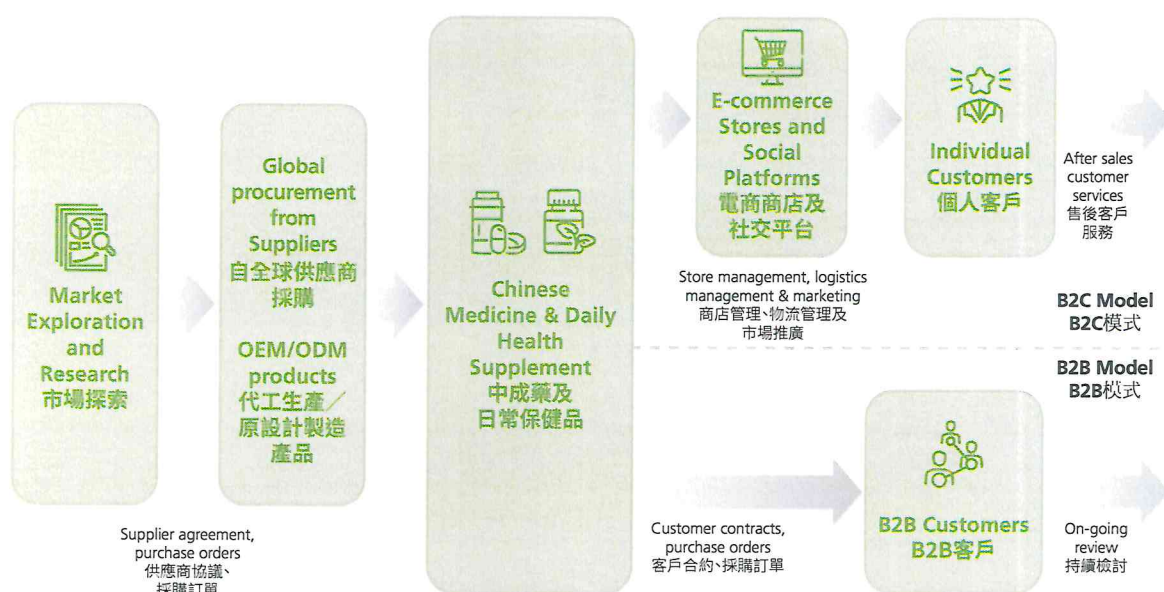 Market
Exploration
and
Research
市場探索
Global
procurement
from
Suppliers
自全球供應商
採購
OEM/ODM
products
代工生產／
原設計製造
產品
Supplier agreement,
purchase orders
供應商協議、
採購訂單
Chinese
Medicine & Daily
Health
Supplement
中成藥及
日常保健品
E-commerce
Stores and
Social
Platforms
電商商店及
社交平台
Store management, logistics
management & marketing
商店管理、物流管理及
市場推廣
Individual
Customers
個人客戶
After sales
customer
services
售後客戶
服務
B2C Model
B2C模式
B2B Model
B2B模式
Customer contracts,
purchase orders
客戶合約、採購訂單
B2B Customers
B2B客戶
On-going
review
持續檢討